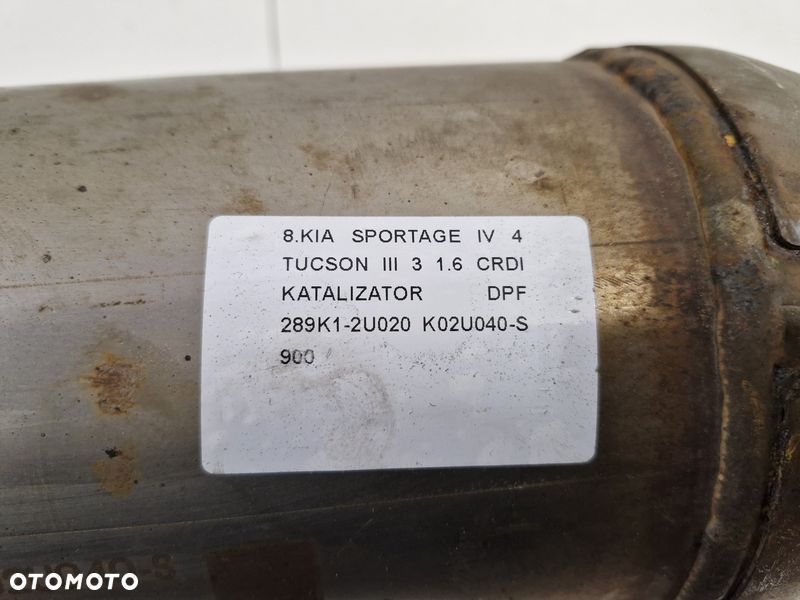 8.KIA SPORTAGE IV 4
TUCSON III 3 1.6 CRDI
KATALIZATOR DPF
289K1-2U020 K02U040-S
900
OTOMOTO